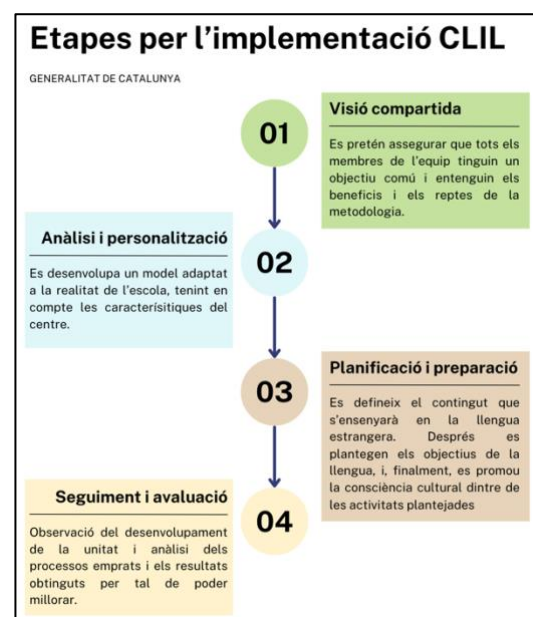 Etapes per l'implementació CLIL
GENERALITAT DE CATALUNYA
01
Visió compartida
Es pretén assegurar que tots els
membres de l'equip tinguin un
objectiu comú i entenguin els
beneficis i els reptes de la
metodologia.
Anàlisi i personalització
Es desenvolupa un model adaptat
a la realitat de l'escola, tenint en
compte les caracterísitiques del
centre.
02
03
Planificació i preparació
Es defineix el contingut que
s'ensenyarà en la llengua
estrangera. Després es
plantegen els objectius de la
llengua, i, finalment, es promou
la consciència cultural dintre de
les activitats plantejades
Seguiment i avaluació
Observació del desenvolupament
de la unitat i anàlisi dels
processos emprats i els resultats
obtinguts per tal de poder
millorar.
04